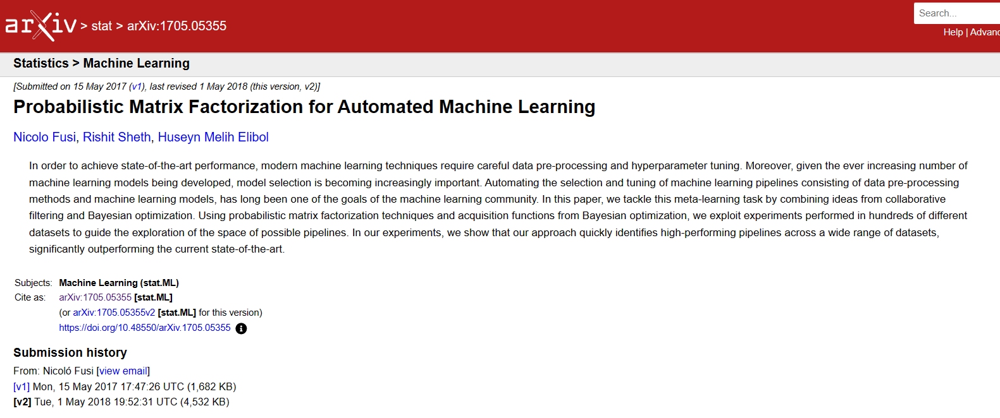 arXiv > stat > arXiv:1705.05355
Search...
Help | Advanc
Statistics > Machine Learning
[Submitted on 15 May 2017 (v1), last revised 1 May 2018 (this version, v2)]
Probabilistic Matrix Factorization for Automated Machine Learning
Nicolo Fusi, Rishit Sheth, Huseyn Melih Elibol
In order to achieve state-of-the-art performance, modern machine learning techniques require careful data pre-processing and hyperparameter tuning. Moreover, given the ever increasing number of
machine learning models being developed, model selection is becoming increasingly important. Automating the selection and tuning of machine learning pipelines consisting of data pre-processing
methods and machine learning models, has long been one of the goals of the machine learning community. In this paper, we tackle this meta-learning task by combining ideas from collaborative
filtering and Bayesian optimization. Using probabilistic matrix factorization techniques and acquisition functions from Bayesian optimization, we exploit experiments performed in hundreds of different
datasets to guide the exploration of the space of possible pipelines. In our experiments, we show that our approach quickly identifies high-performing pipelines across a wide range of datasets,
significantly outperforming the current state-of-the-art.
Subjects: Machine Learning (stat.ML)
Cite as: arXiv:1705.05355 [stat.ML]
(or arXiv:1705.05355v2 [stat.ML] for this version)
https://doi.org/10.48550/arXiv.1705.05355
Submission history
From: Nicoló Fusi [view email]
[v1] Mon, 15 May 2017 17:47:26 UTC (1,682 KB)
[v2] Tue, 1 May 2018 19:52:31 UTC (4,532 KB)